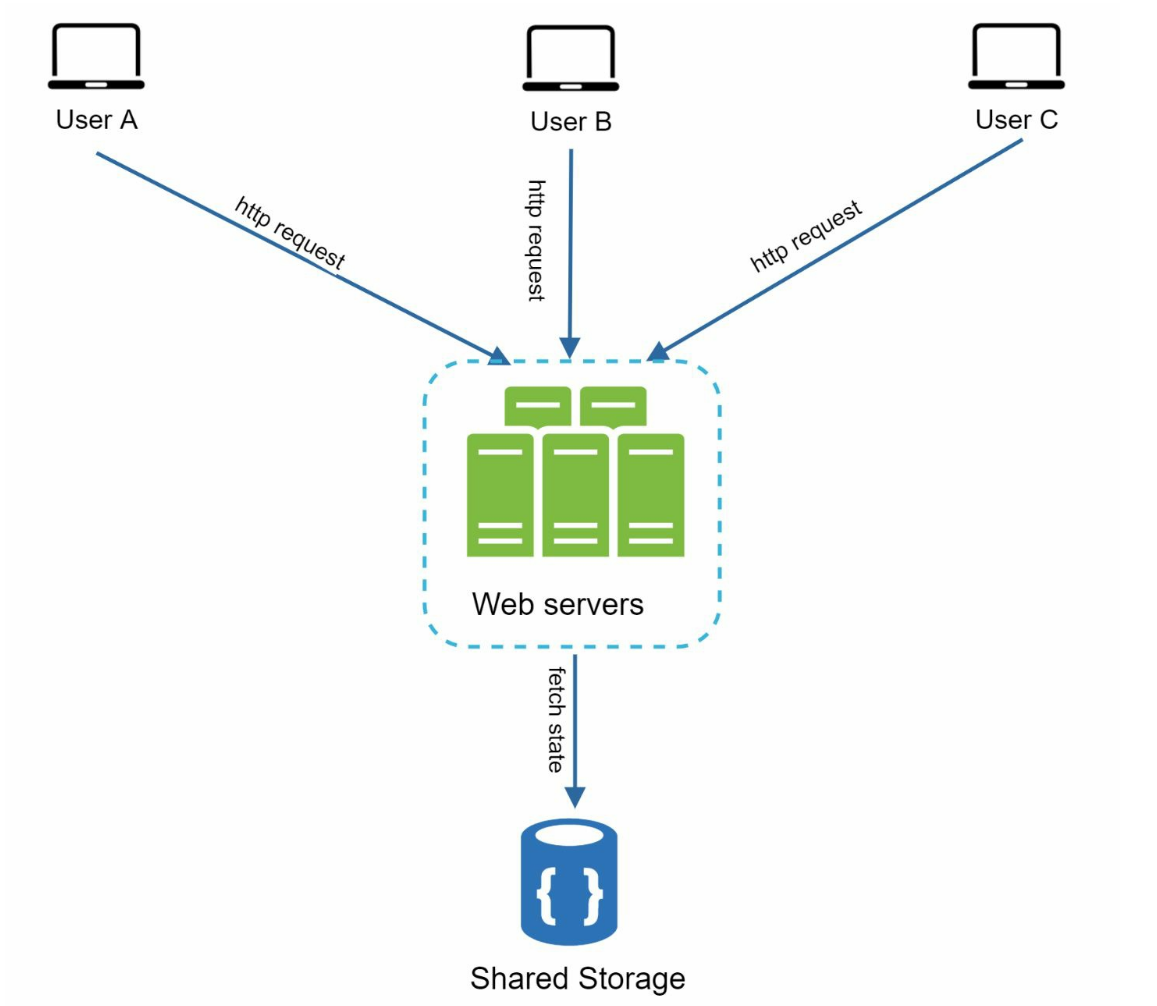 User A
User B
User C
http request
http request
http request
Web servers
fetch state
{ }
Shared Storage